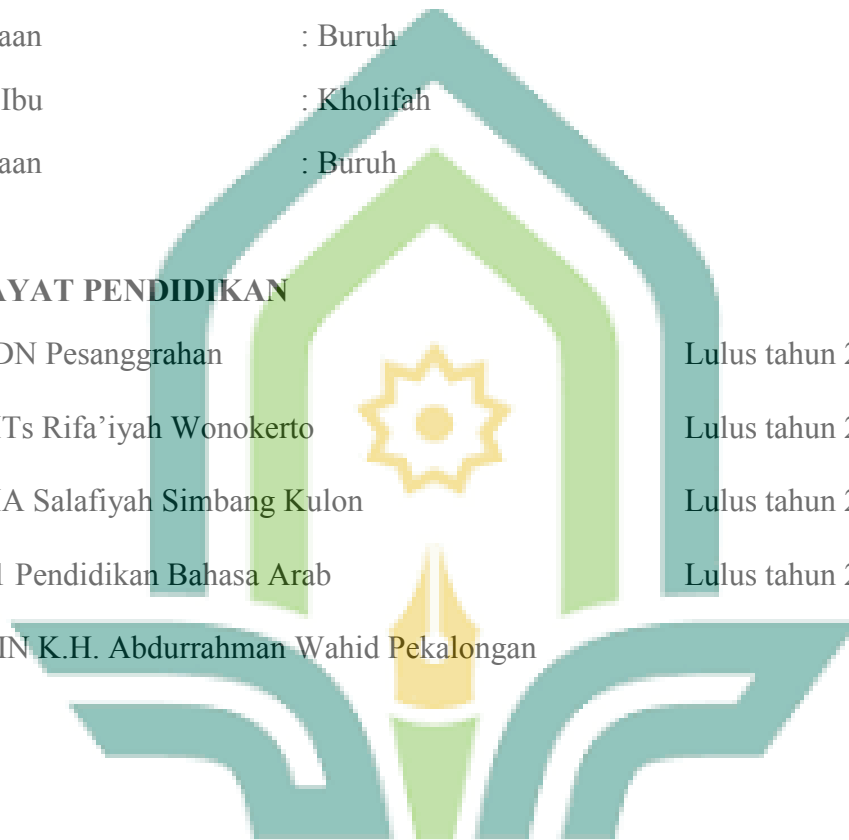 aan : Buruh
Ibu : Kholifah
aan : Buruh
AYAT PENDIDIKAN
DN Pesanggrahan Lulus tahun 2
Ts Rifa’iyah Wonokerto Lulus tahun 2
A Salafiyah Simbang Kulon Lulus tahun 2
1 Pendidikan Bahasa Arab Lulus tahun 2
IN K.H. Abdurrahman Wahid Pekalongan